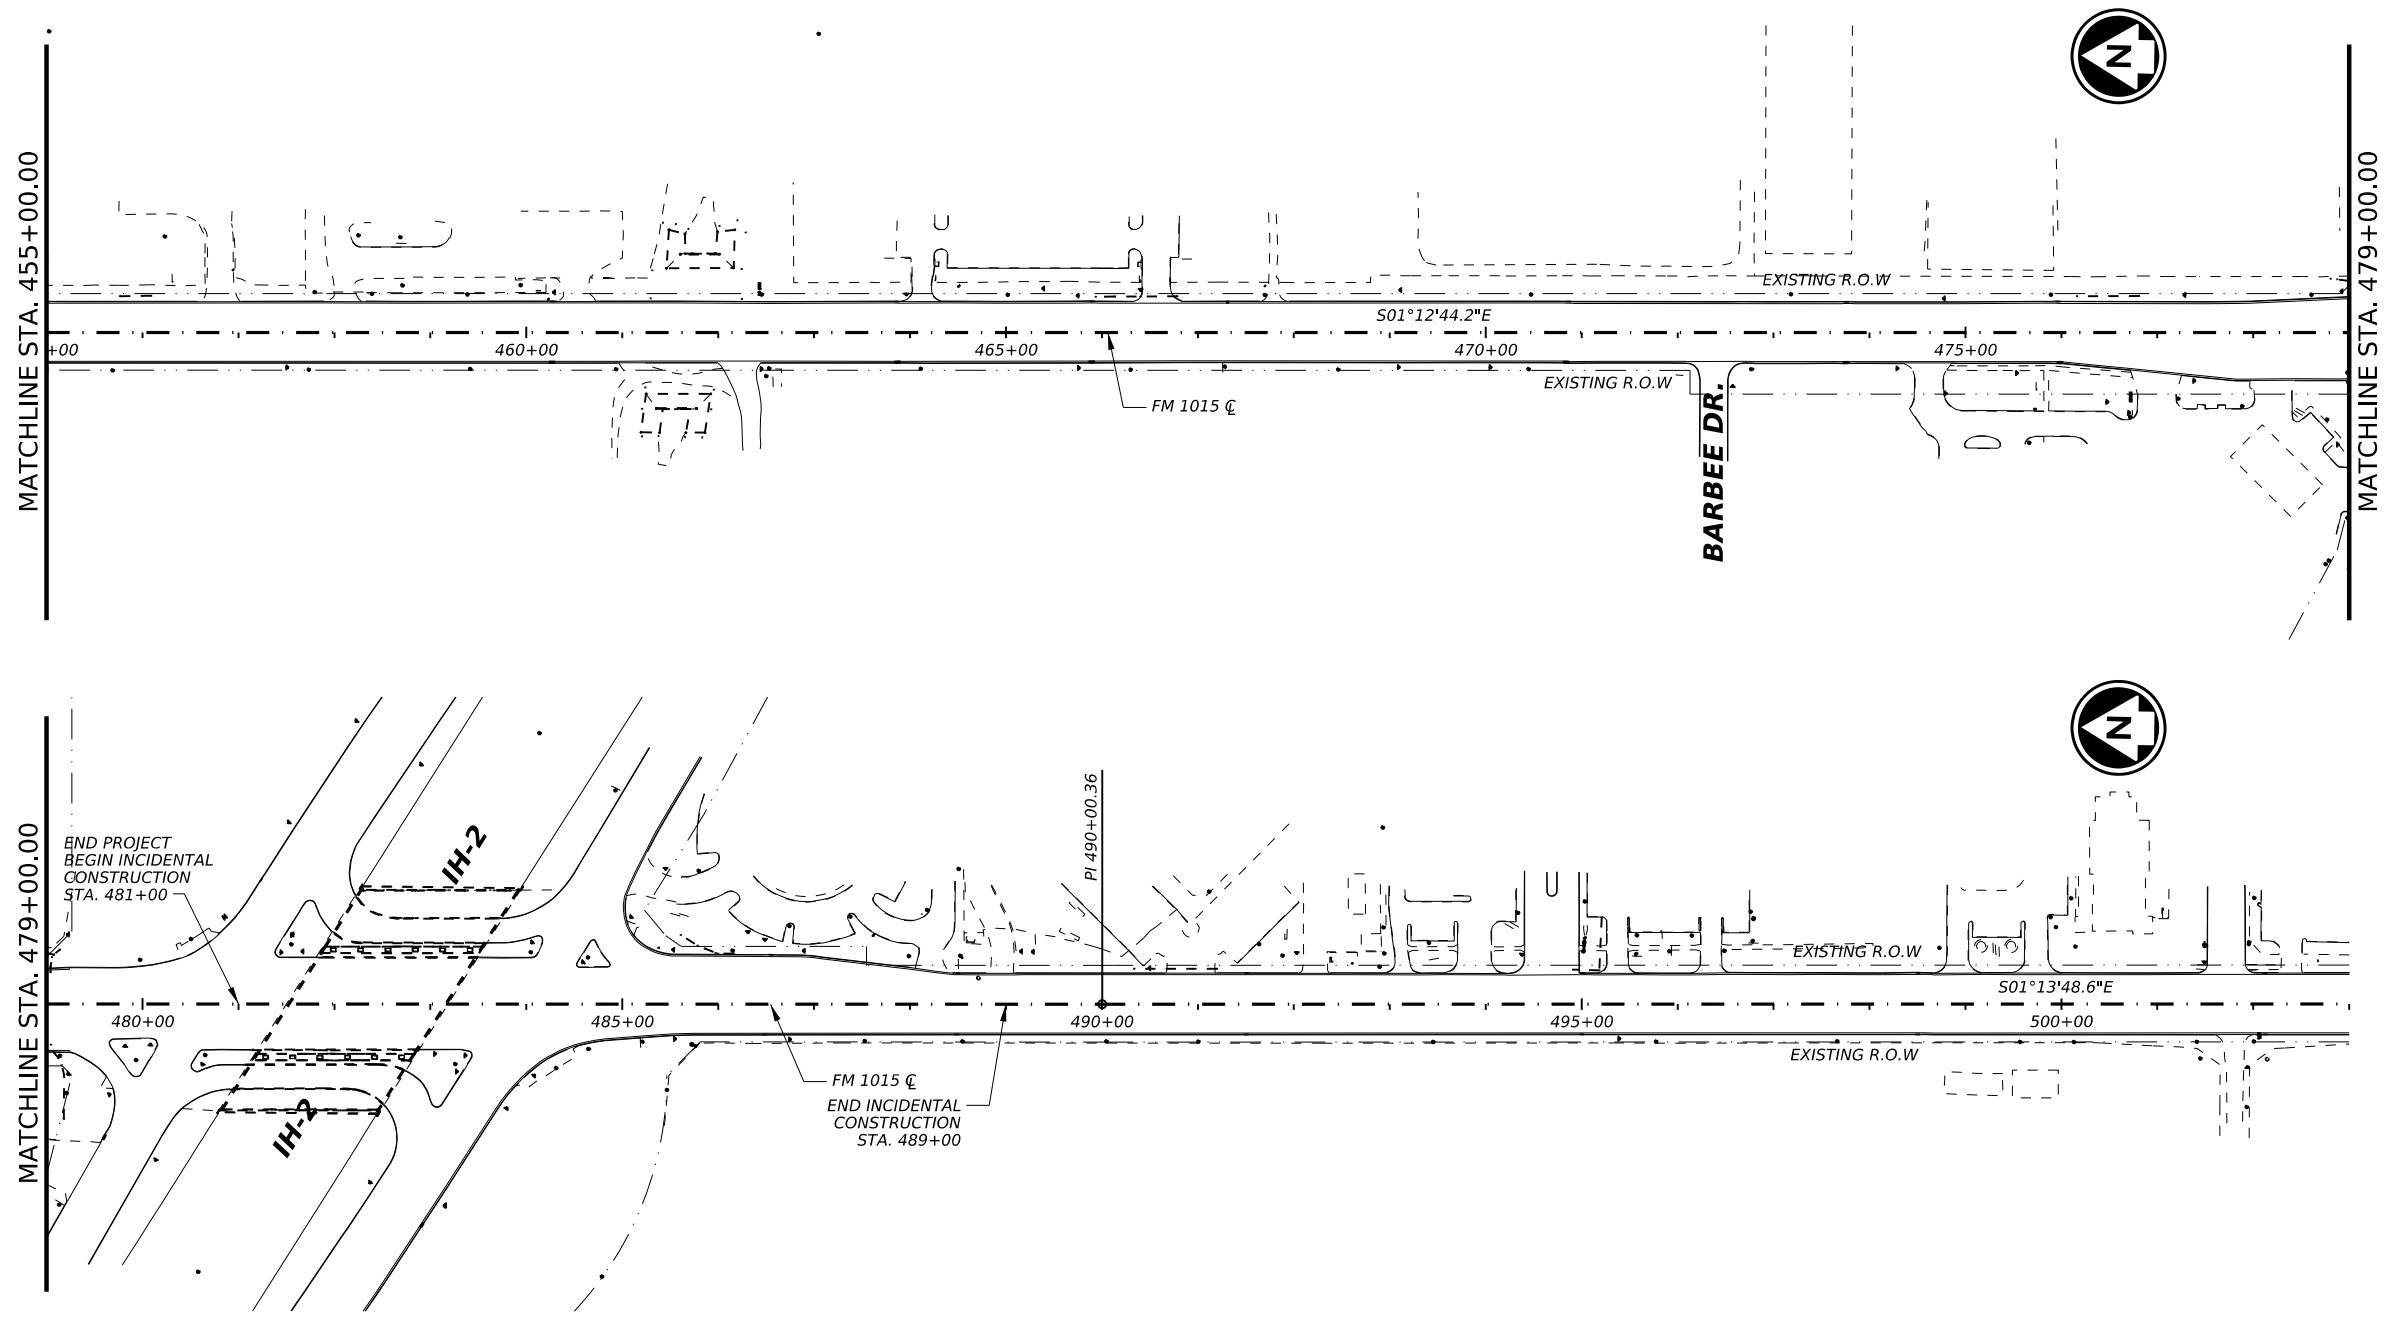 N
MATCHLINE STA. 455+00.00
MATCHLINE STA. 479+00.00
EXISTING R.O.W
S01°12'44.2"E
+00
460+00
465+00
470+00
475+00
EXISTING R.O.W
FM 1015 ℄
BARBEE DR.
N
MATCHLINE STA. 479+00.00
END PROJECT
BEGIN INCIDENTAL
CONSTRUCTION
STA. 481+00
IH-2
PI 490+00.36
EXISTING R.O.W
S01°13'48.6"E
480+00
485+00
490+00
495+00
500+00
EXISTING R.O.W
FM 1015 ℄
END INCIDENTAL
CONSTRUCTION
STA. 489+00
IH-2